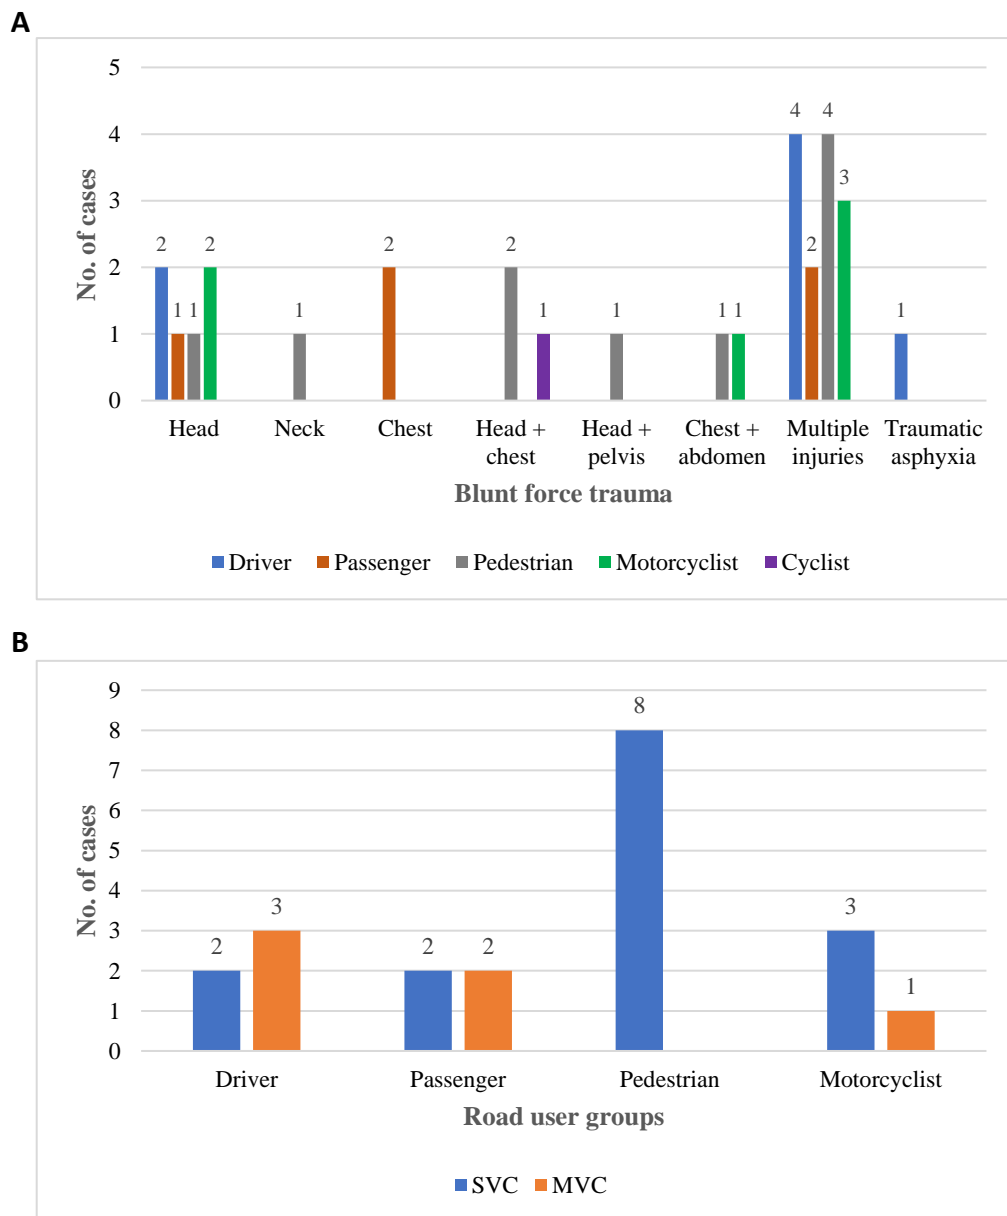 A
5
4
3
2
1
0
No. of cases
2 1 1 2
1
2
2 1
1
1 1
4 2 4 3
1
Head Neck Chest Head + chest Head + pelvis Chest + abdomen Multiple injuries Traumatic asphyxia
Blunt force trauma
Driver Passenger Pedestrian Motorcyclist Cyclist
B
9
8
7
6
5
4
3
2
1
0
No. of cases
2 3
2 2
8
3 1
Driver Passenger Pedestrian Motorcyclist
Road user groups
SVC MVC